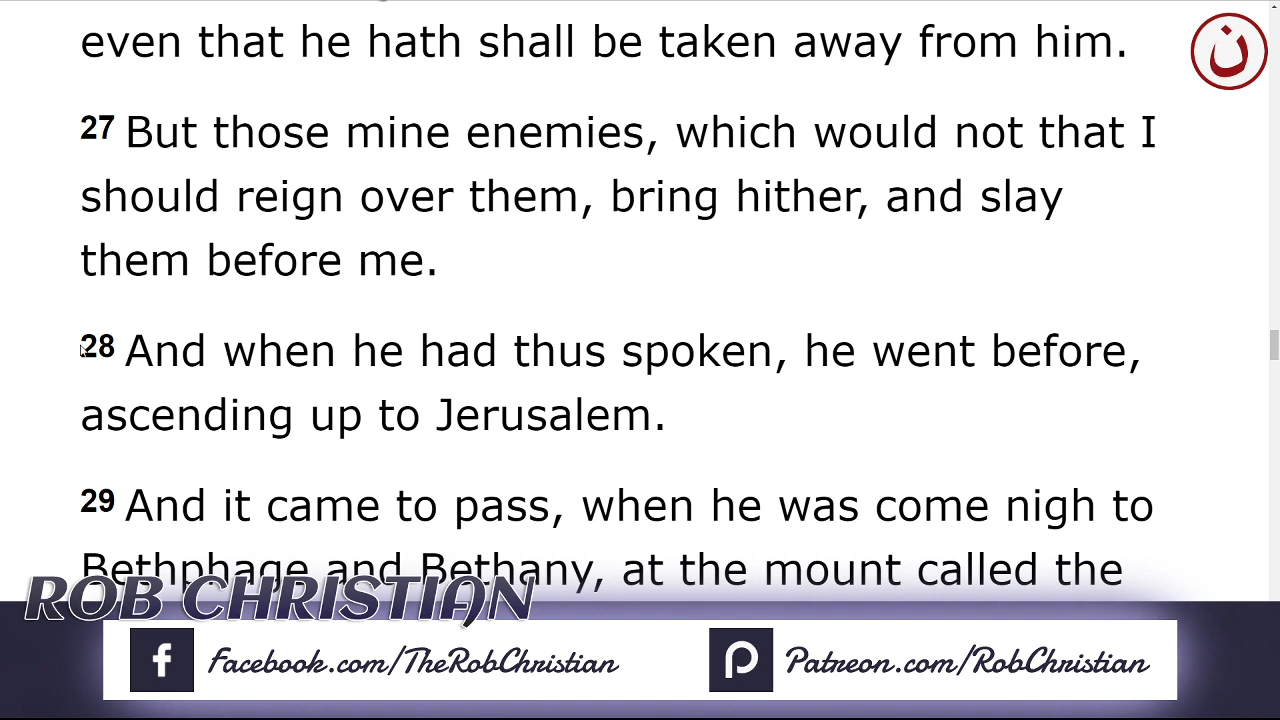 ن
even that he hath shall be taken away from him.
27 But those mine enemies, which would not that I
should reign over them, bring hither, and slay
them before me.
28 And when he had thus spoken, he went before,
ascending up to Jerusalem.
29 And it came to pass, when he was come nigh to
Bethphage and Bethany, at the mount called the
ROB CHRISTIAN
Facebook.com/TheRobChristian
Patreon.com/RobChristian